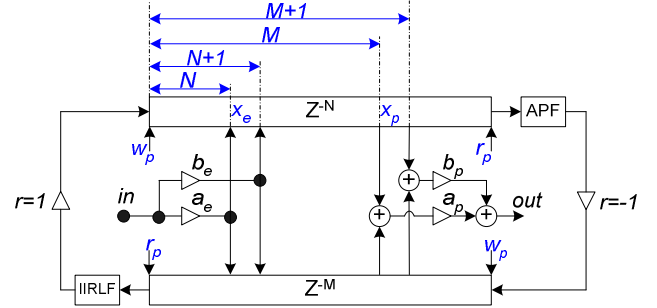 M+1
M
N+1
N
x_e Z^-N x_p APF
w_p r_p
b_e b_p
in a_e + + a_p + out
r=1 r=-1
r_p w_p
IIRLF Z^-M